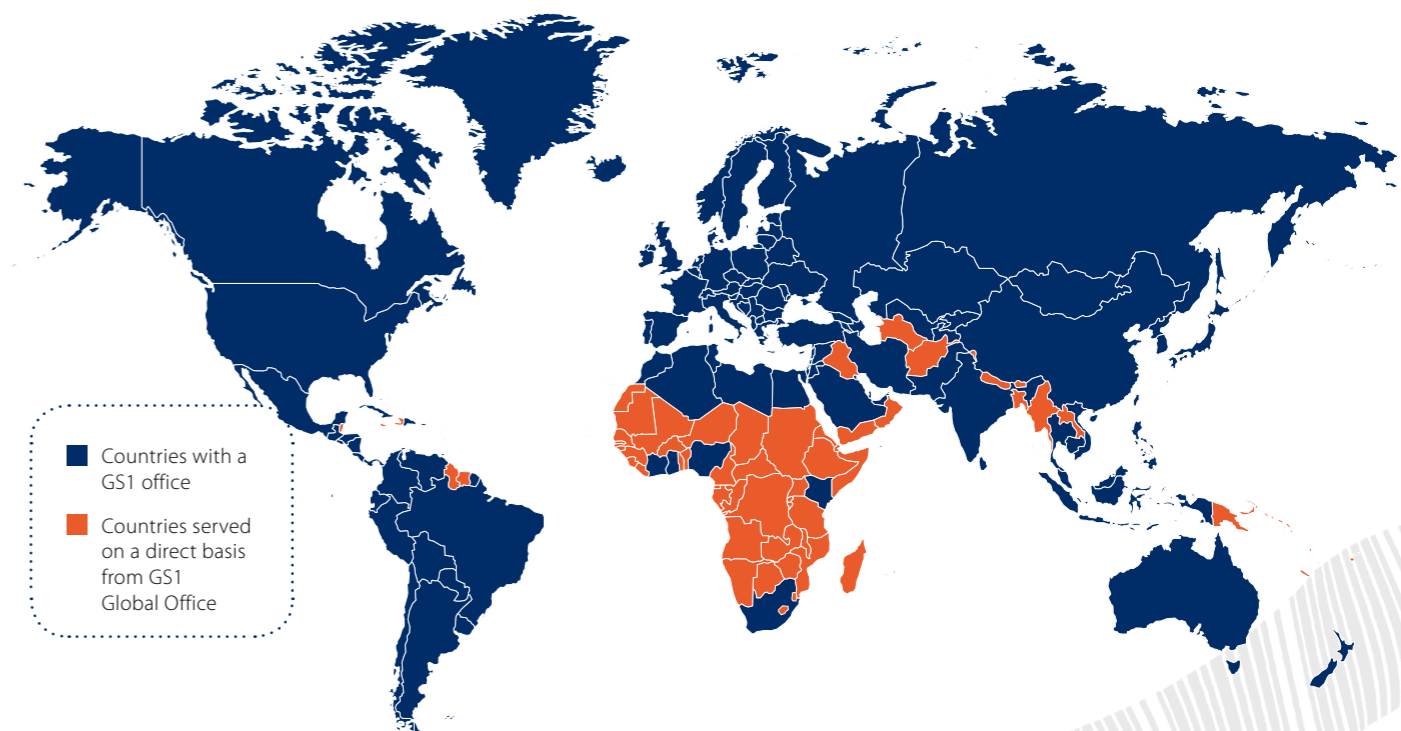 Countries with a
GS1 office
Countries served
on a direct basis
from GS1
Global Office